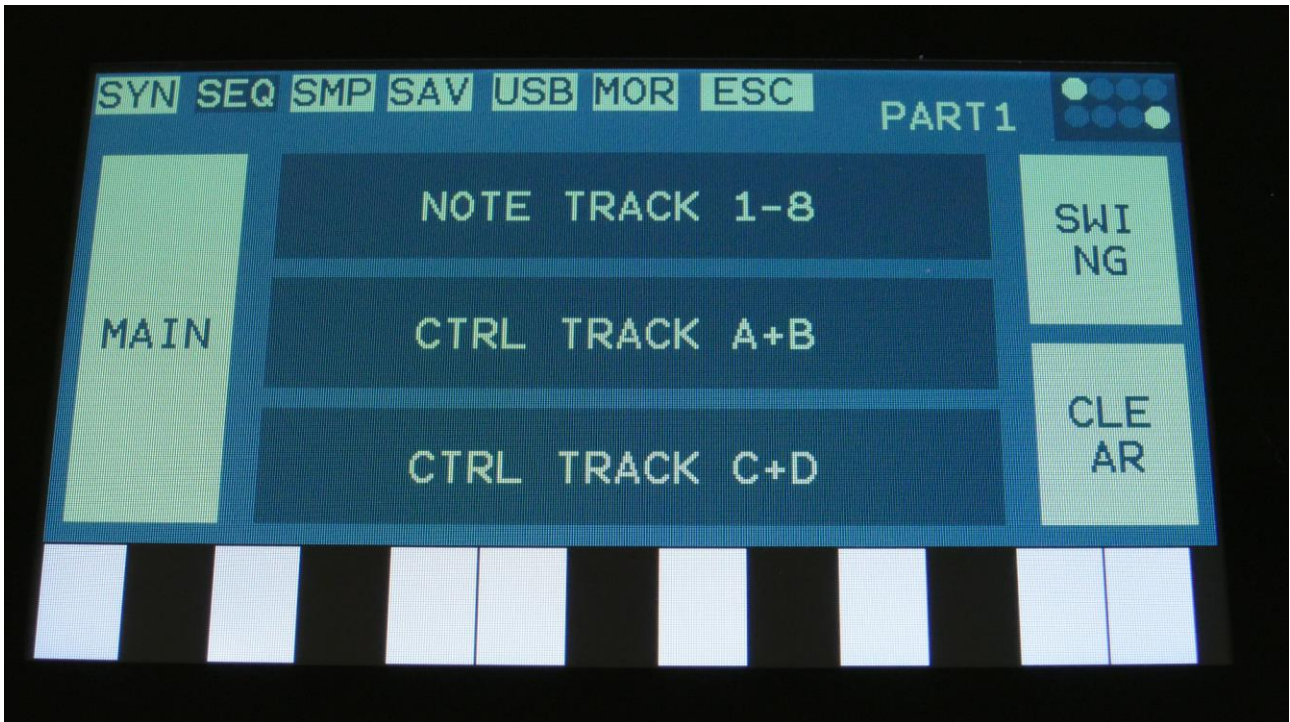 SYN SEQ SMP SAV USB MOR ESC PART1
MAIN
NOTE TRACK 1-8
CTRL TRACK A+B
CTRL TRACK C+D
SWI
NG
CLE
AR